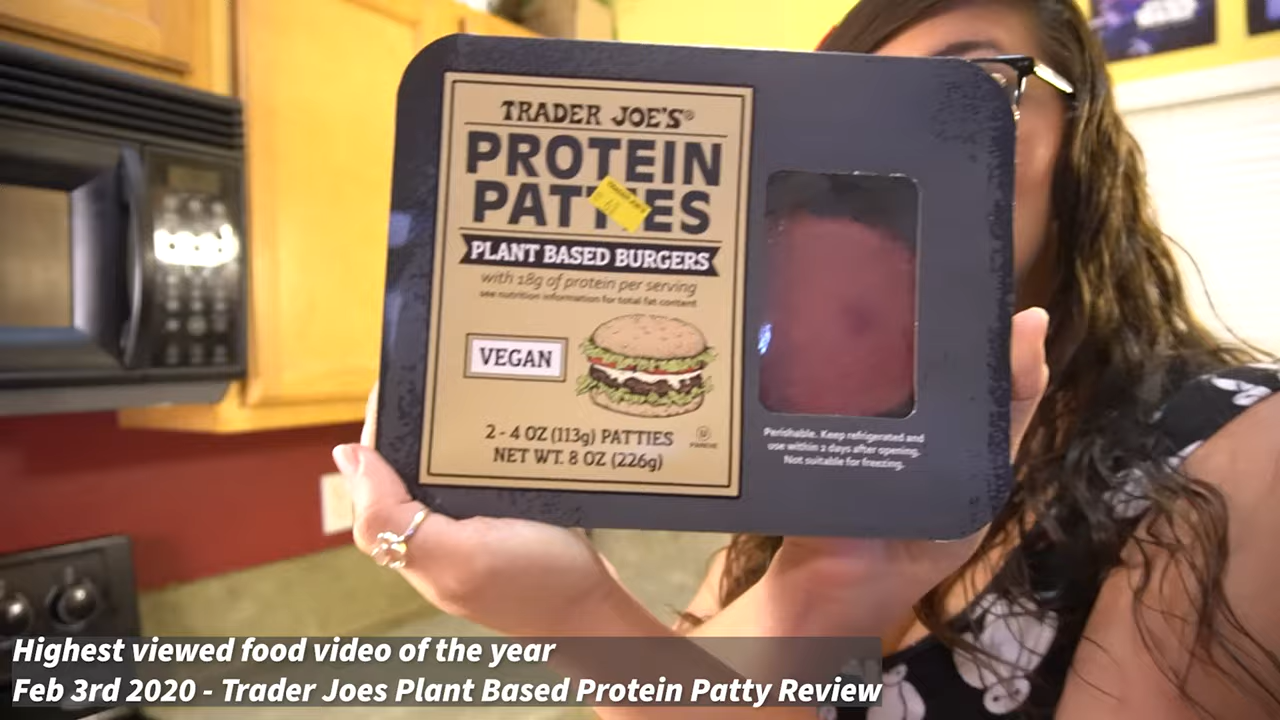 TRADER JOE'S®
PROTEIN
PATTIES
PLANT BASED BURGERS
with 18g of protein per serving
see nutrition information for total fat content
VEGAN
2 - 4 OZ (113g) PATTIES
NET WT. 8 OZ (226g)
Perishable. Keep refrigerated and
use within 2 days after opening.
Not suitable for freezing.
Highest viewed food video of the year
Feb 3rd 2020 - Trader Joes Plant Based Protein Patty Review